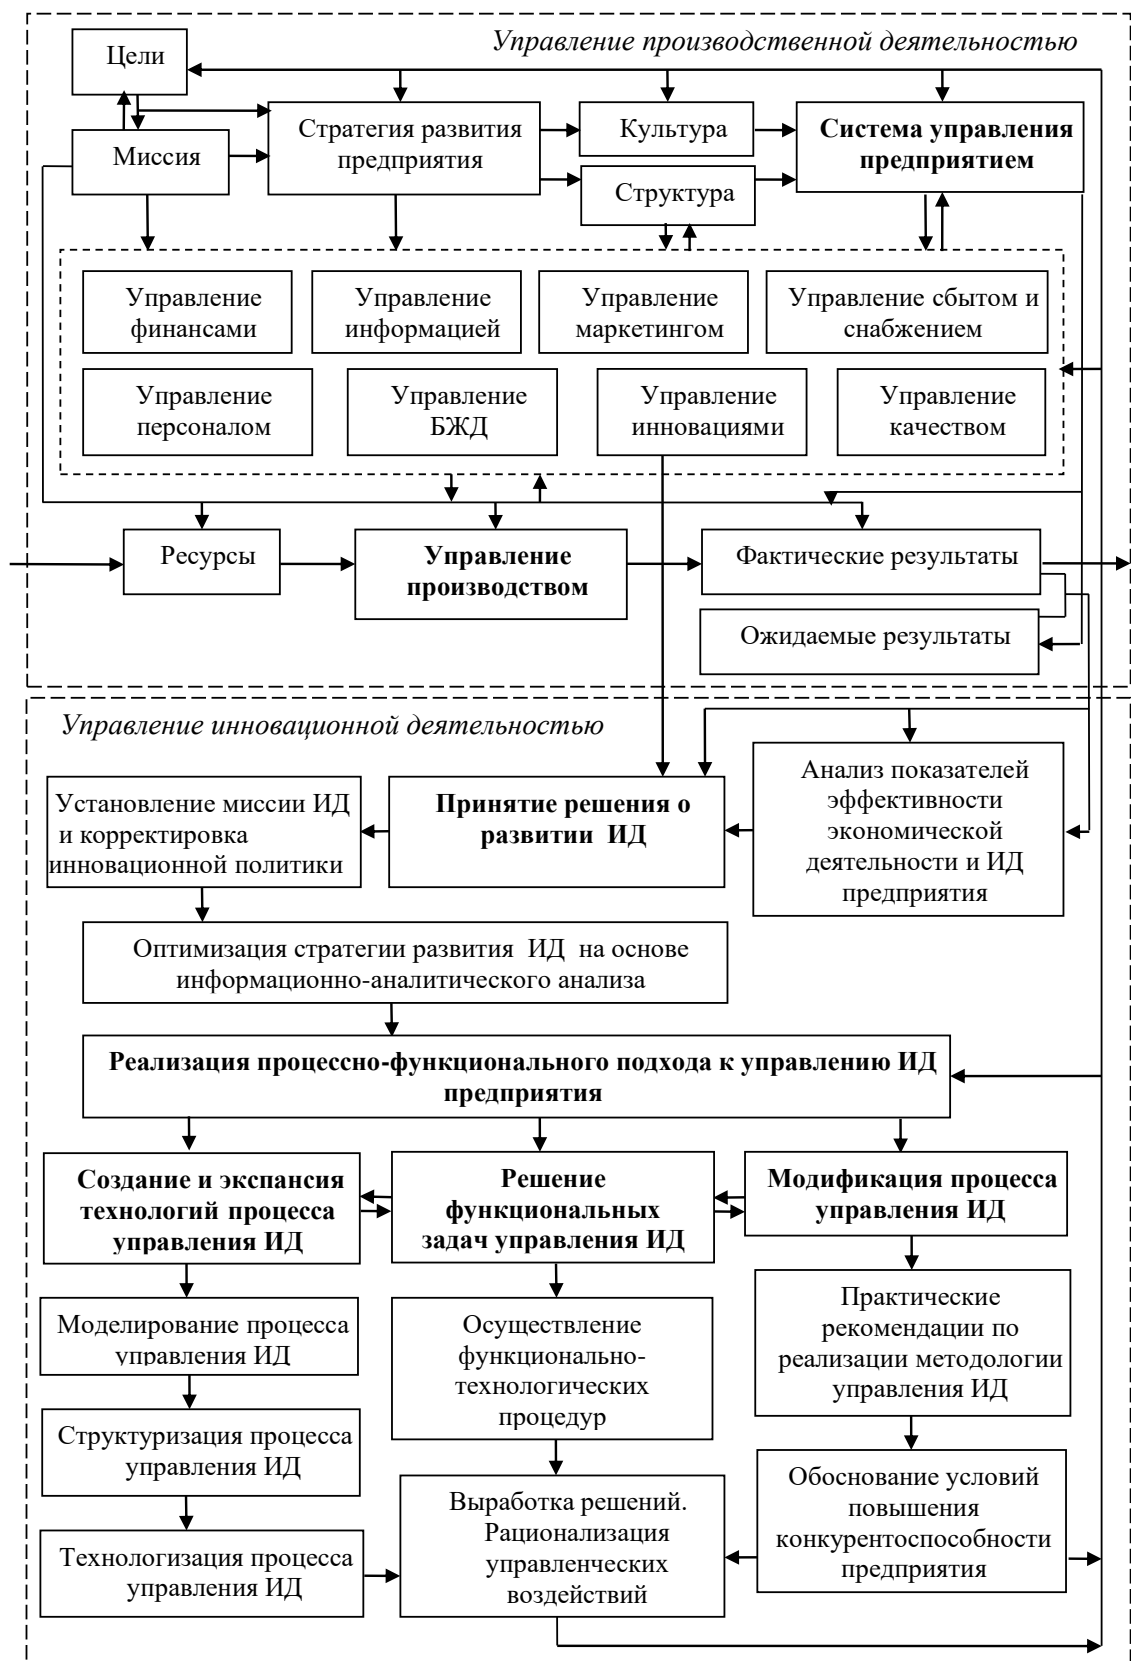 Управление производственной деятельностью
Цели
Миссия
Стратегия развития
предприятия
Культура
Структура
Система управления
предприятием
Управление
финансами
Управление
информацией
Управление
маркетингом
Управление сбытом и
снабжением
Управление
персоналом
Управление
БЖД
Управление
инновациями
Управление
качеством
Ресурсы
Управление
производством
Фактические результаты
Ожидаемые результаты
Управление инновационной деятельностью
Установление миссии ИД
и корректировка
инновационной политики
Принятие решения о
развитии ИД
Анализ показателей
эффективности
экономической
деятельности и ИД
предприятия
Оптимизация стратегии развития ИД на основе
информационно-аналитического анализа
Реализация процессно-функционального подхода к управлению ИД
предприятия
Создание и экспансия
технологий процесса
управления ИД
Решение
функциональных
задач управления ИД
Модификация процесса
управления ИД
Моделирование процесса
управления ИД
Осуществление
функционально-
технологических
процедур
Практические
рекомендации по
реализации методологии
управления ИД
Структуризация процесса
управления ИД
Выработка решений.
Рационализация
управленческих
воздействий
Обоснование условий
повышения
конкурентоспособности
предприятия
Технологизация процесса
управления ИД